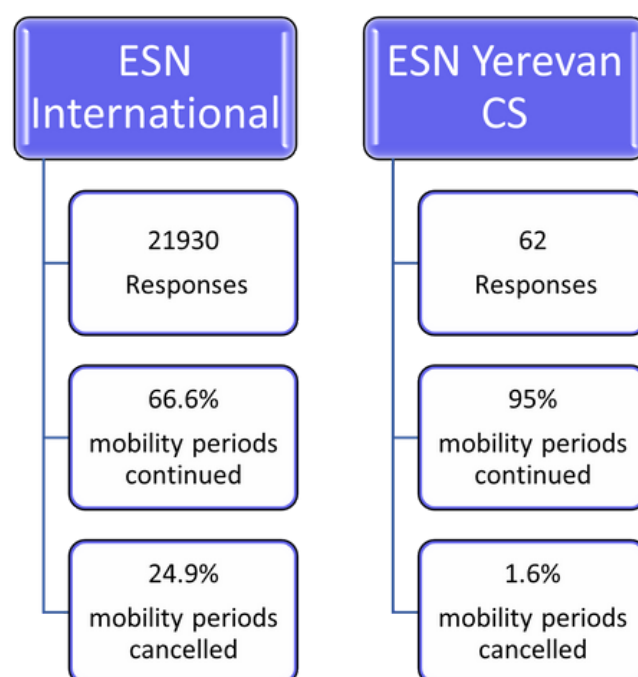 ESN
International
21930
Responses
66.6%
mobility periods
continued
24.9%
mobility periods
cancelled
ESN Yerevan
CS
62
Responses
95%
mobility periods
continued
1.6%
mobility periods
cancelled